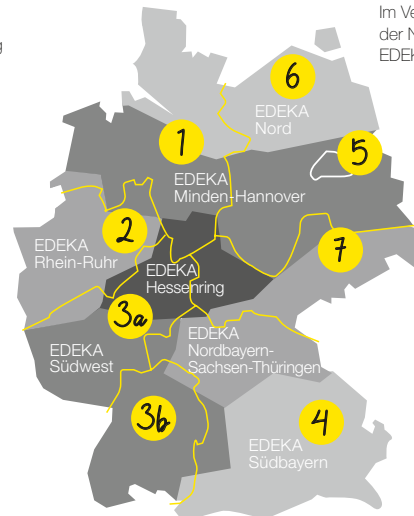 Im Ve
der N
EDEK
g
6
EDEKA
Nord
1
5
EDEKA
Minden-Hannover
2
7
EDEKA
Rhein-Ruhr
EDEKA
Hessenring
3a
EDEKA
Südwest
EDEKA
Nordbayern-
Sachsen-Thüringen
3b
4
EDEKA
Südbayern